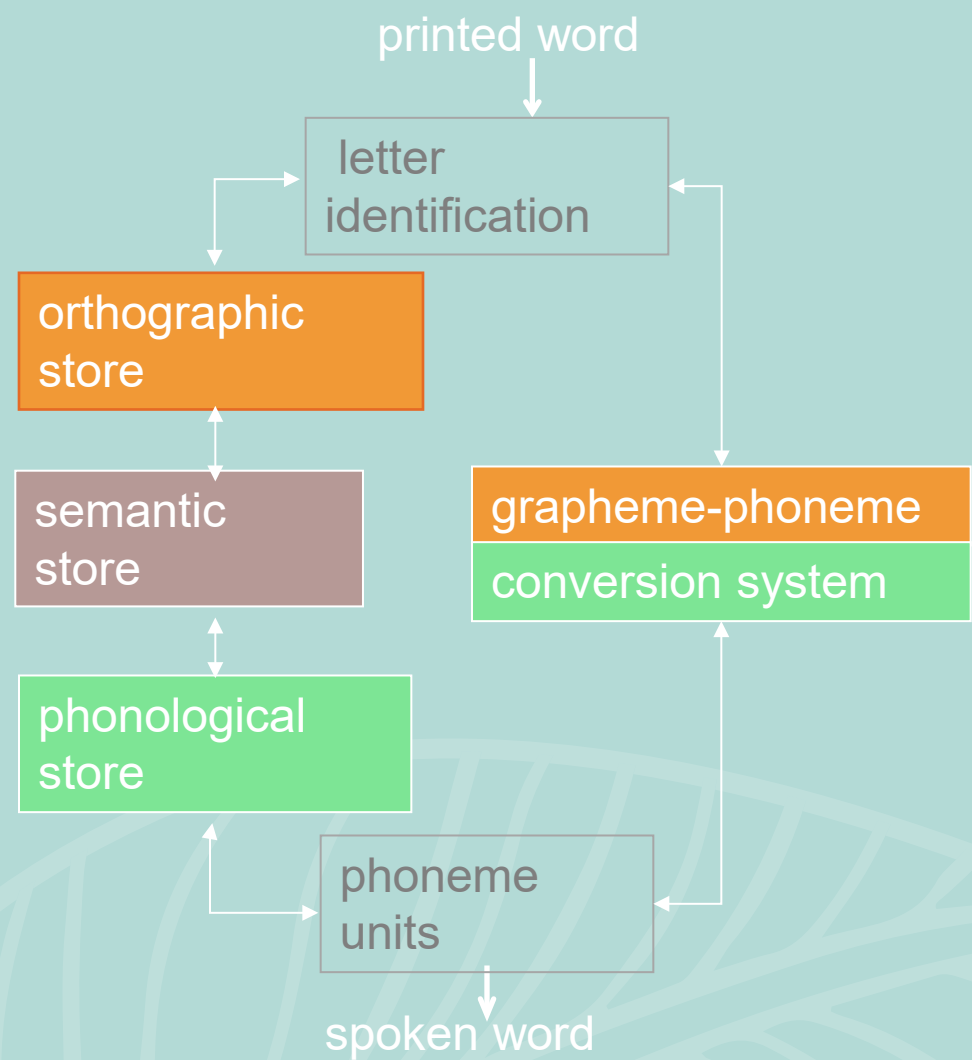 printed word
letter
identification
orthographic
store
semantic
store
grapheme-phoneme
conversion system
phonological
store
phoneme
units
spoken word